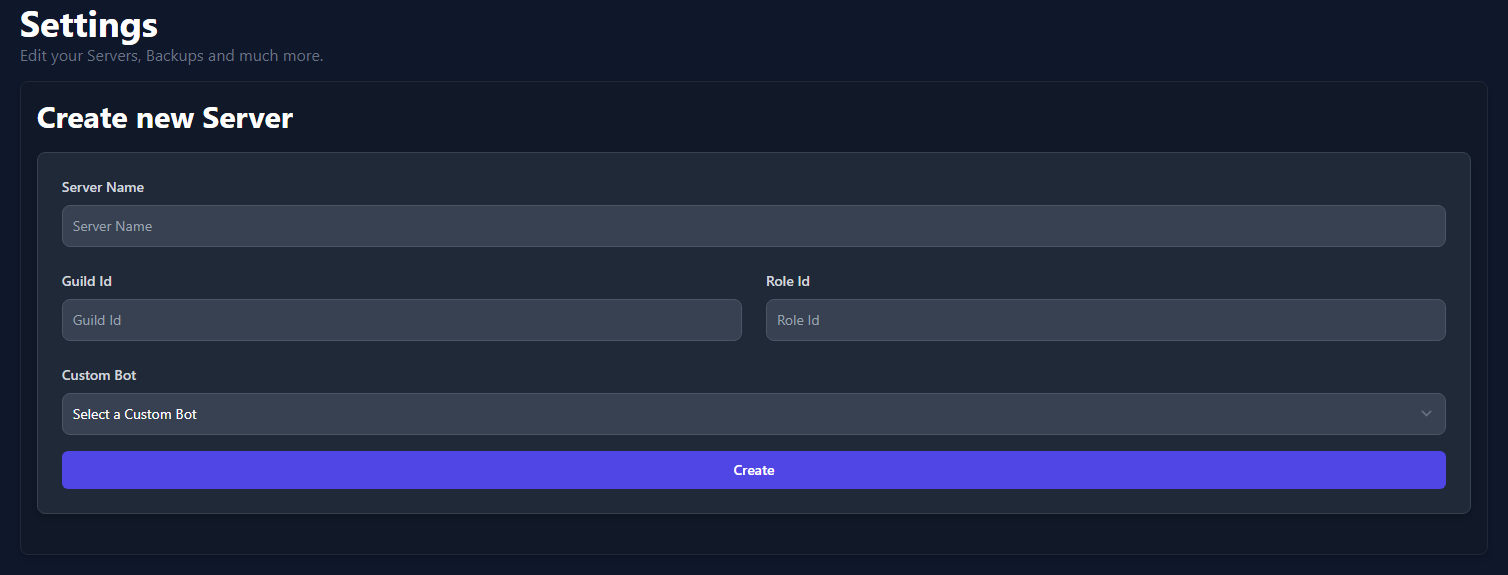 Settings
Edit your Servers, Backups and much more.
Create new Server
Server Name
Server Name
Guild Id
Role Id
Guild Id
Role Id
Custom Bot
Select a Custom Bot
Create